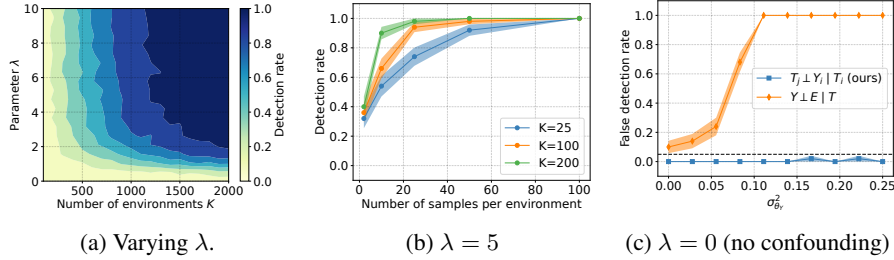 10
8
6
4
2
0
Parameter λ
500
1000
1500
2000
Number of environments K
1.0
0.8
0.6
0.4
0.2
0.0
Detection rate
(a) Varying λ.
1.0
0.8
0.6
0.4
0.2
0.0
Detection rate
K=25
K=100
K=200
0
20
40
60
80
100
Number of samples per environment
(b) λ = 5
1.0
0.8
0.6
0.4
0.2
0.0
False detection rate
T_j ⊥ Y_i | T_i (ours)
Y ⊥ E | T
0.00
0.05
0.10
0.15
0.20
0.25
σ²_{θ_Y}
(c) λ = 0 (no confounding)